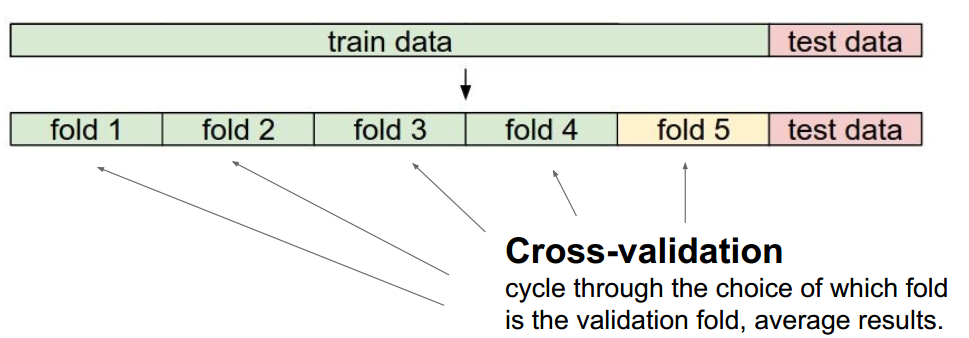 train data test data
fold 1 fold 2 fold 3 fold 4 fold 5 test data
Cross-validation
cycle through the choice of which fold
is the validation fold, average results.